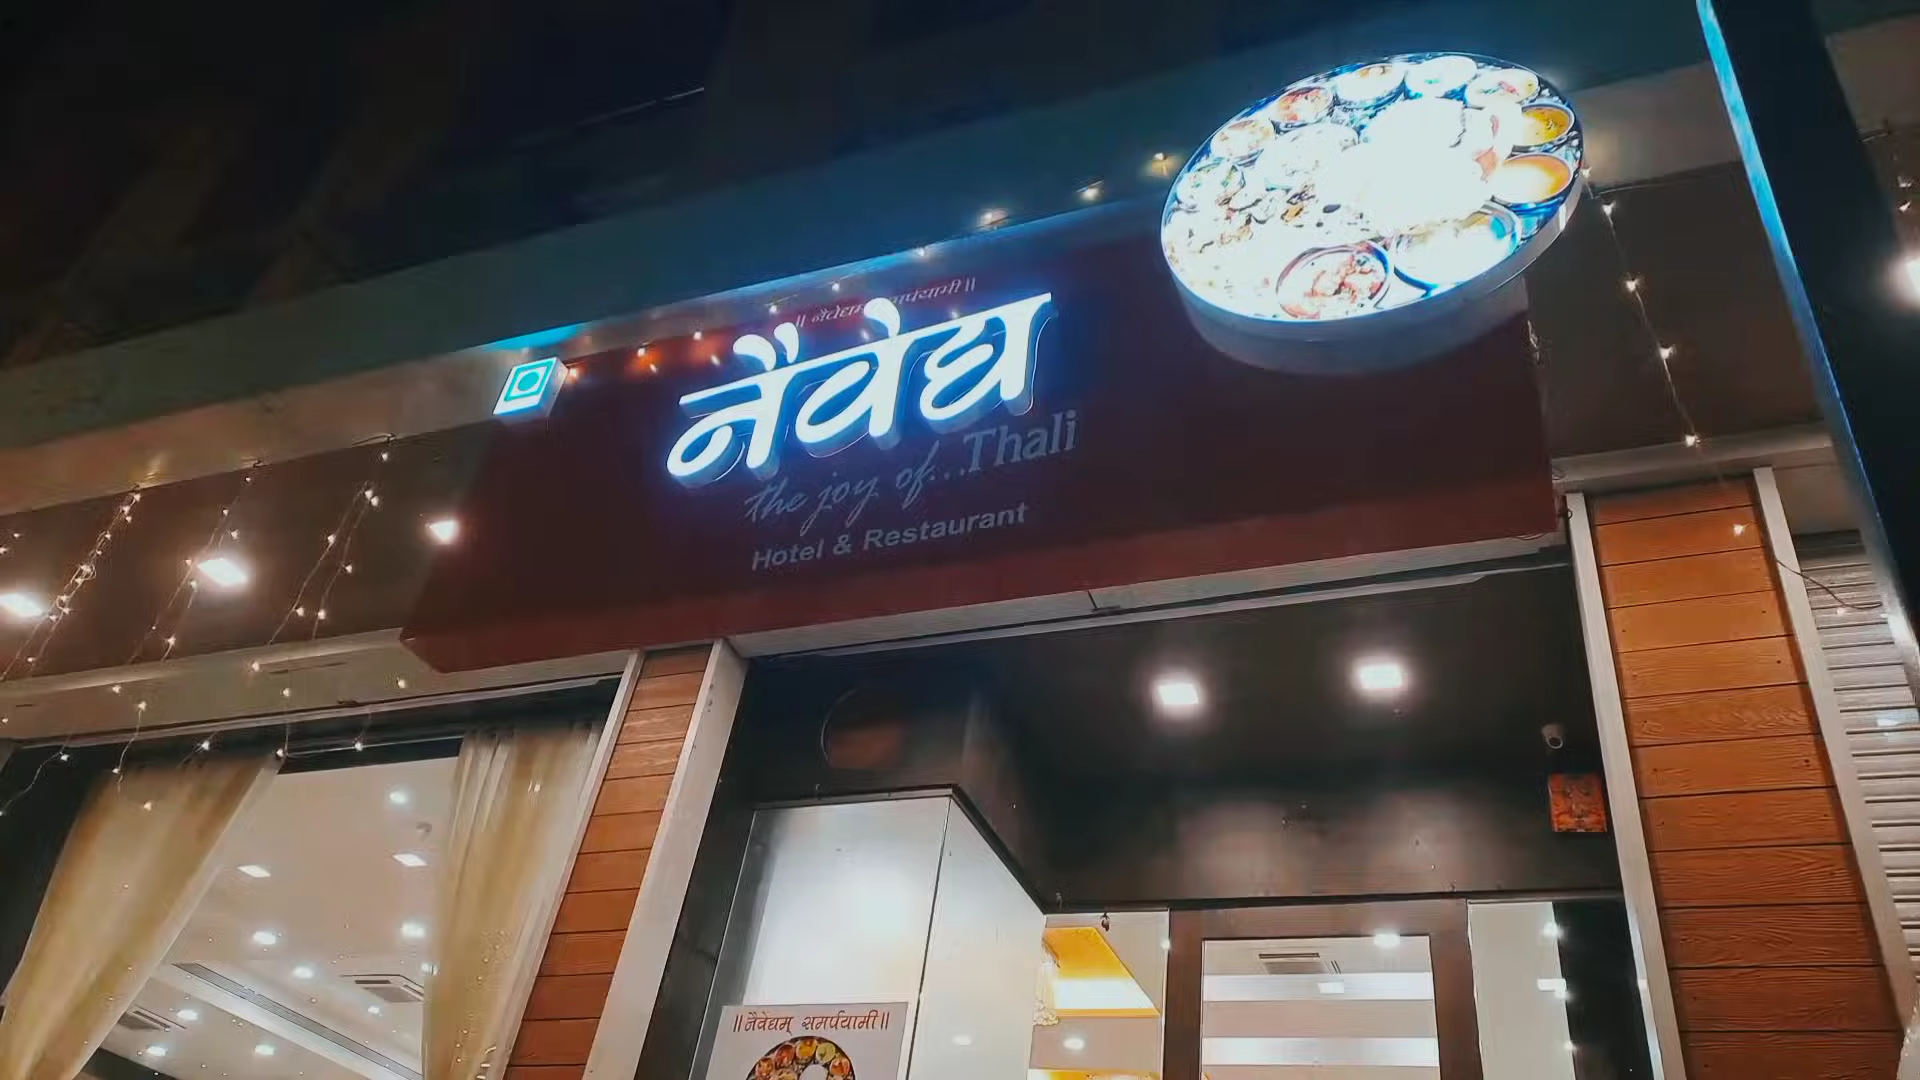 ॥ नैवेद्यम् समर्पयामी ॥
नैवेद्य
the joy of...Thali
Hotel & Restaurant
॥ नैवेद्यम् समर्पयामी ॥